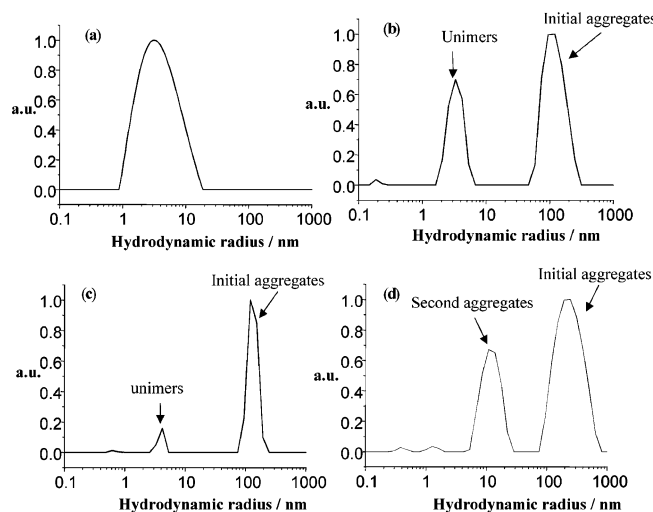 (a)
1.0
0.8
0.6
a.u.
0.4
0.2
0.0
0.1 1 10 100 1000
Hydrodynamic radius / nm
(b)
Unimers
Initial aggregates
1.0
0.8
0.6
a.u.
0.4
0.2
0.0
0.1 1 10 100 1000
Hydrodynamic radius / nm
(c)
Initial aggregates
unimers
1.0
0.8
0.6
a.u.
0.4
0.2
0.0
0.1 1 10 100 1000
Hydrodynamic radius / nm
(d)
Initial aggregates
Second aggregates
1.0
0.8
0.6
a.u.
0.4
0.2
0.0
0.1 1 10 100 1000
Hydrodynamic radius / nm